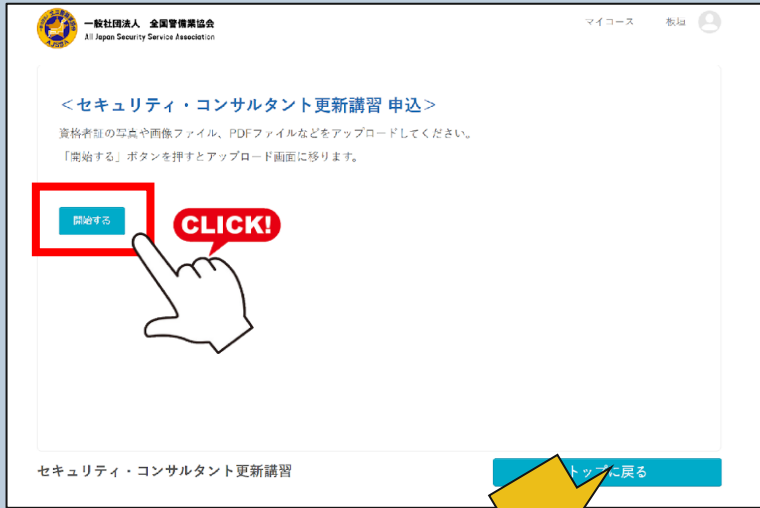 一般社団法人 全国警備業協会
All Japan Security Service Association
マイコース 板垣
＜セキュリティ・コンサルタント更新講習 申込＞
資格者証の写真や画像ファイル、PDFファイルなどをアップロードしてください。
「開始する」ボタンを押すとアップロード画面に移ります。
開始する
CLICK!
セキュリティ・コンサルタント更新講習
トップに戻る